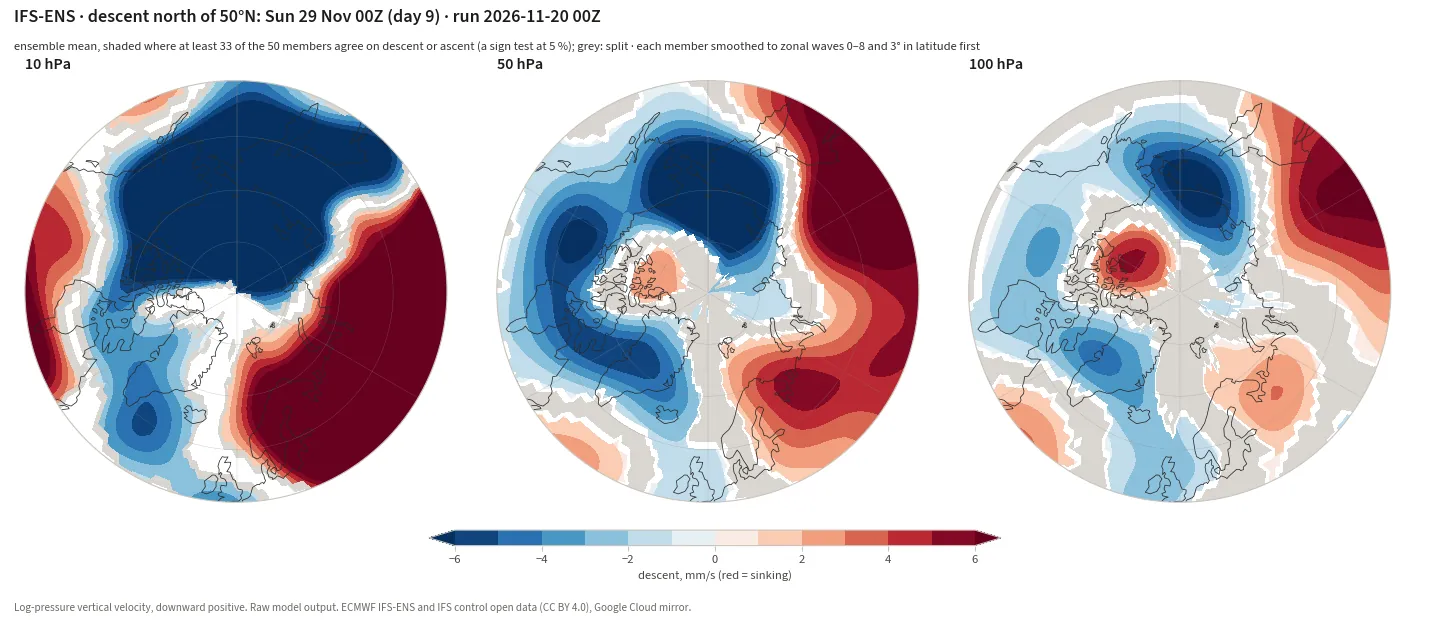 IFS-ENS · descent north of 50°N: Sun 29 Nov 00Z (day 9) · run 2026-11-20 00Z
ensemble mean, shaded where at least 33 of the 50 members agree on descent or ascent (a sign test at 5 %); grey: split · each member smoothed to zonal waves 0–8 and 3° in latitude first
10 hPa
50 hPa
100 hPa
−6 −4 −2 0 2 4 6
descent, mm/s (red = sinking)
Log-pressure vertical velocity, downward positive. Raw model output. ECMWF IFS-ENS and IFS control open data (CC BY 4.0), Google Cloud mirror.